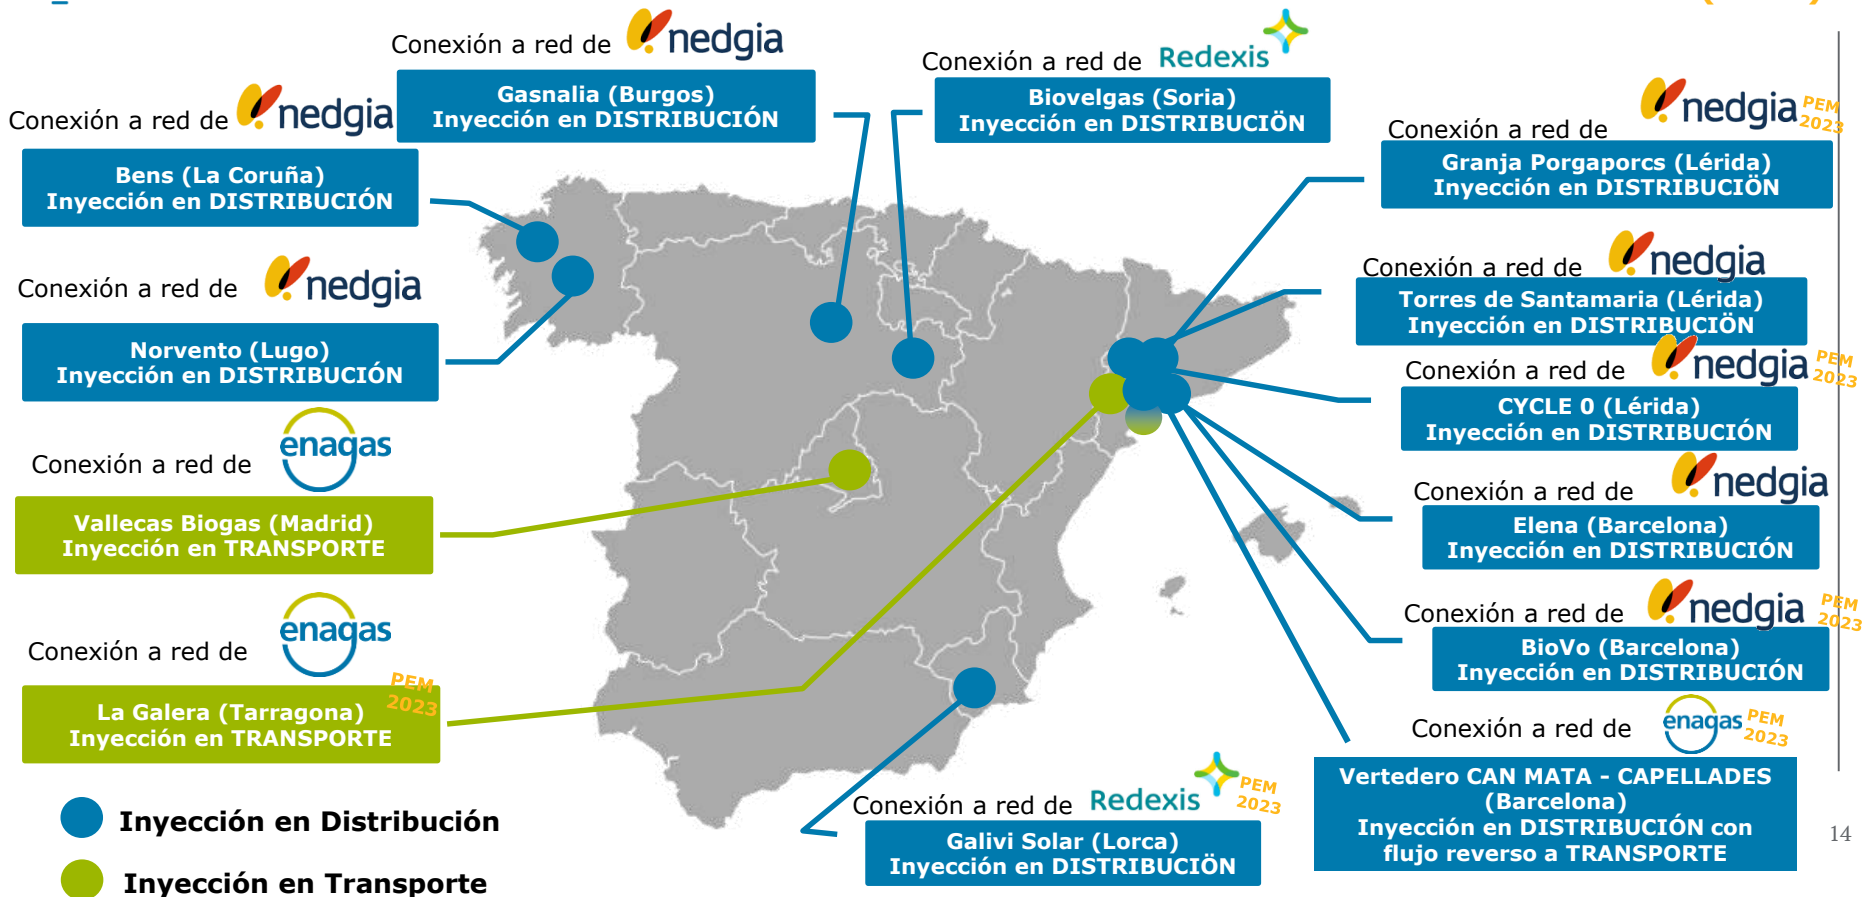 Conexión a red de nedgia
Gasnalia (Burgos)
Inyección en DISTRIBUCIÓN
Conexión a red de Redexis
Biovelgas (Soria)
Inyección en DISTRIBUCIÖN
Conexión a red de nedgia
Bens (La Coruña)
Inyección en DISTRIBUCIÓN
Conexión a red de nedgia
PEM
2023
Granja Porgaporcs (Lérida)
Inyección en DISTRIBUCIÖN
Conexión a red de nedgia
Norvento (Lugo)
Inyección en DISTRIBUCIÓN
Conexión a red de nedgia
Torres de Santamaria (Lérida)
Inyección en DISTRIBUCIÖN
Conexión a red de nedgia
PEM
2023
CYCLE 0 (Lérida)
Inyección en DISTRIBUCIÓN
Conexión a red de enagas
Vallecas Biogas (Madrid)
Inyección en TRANSPORTE
Conexión a red de nedgia
Elena (Barcelona)
Inyección en DISTRIBUCIÓN
Conexión a red de enagas
PEM
2023
La Galera (Tarragona)
Inyección en TRANSPORTE
Conexión a red de nedgia
PEM
2023
BioVo (Barcelona)
Inyección en DISTRIBUCIÓN
Conexión a red de enagas
PEM
2023
Vertedero CAN MATA - CAPELLADES
(Barcelona)
Inyección en DISTRIBUCIÓN con
flujo reverso a TRANSPORTE
Conexión a red de Redexis
PEM
2023
Galivi Solar (Lorca)
Inyección en DISTRIBUCIÖN
Inyección en Distribución
Inyección en Transporte
14